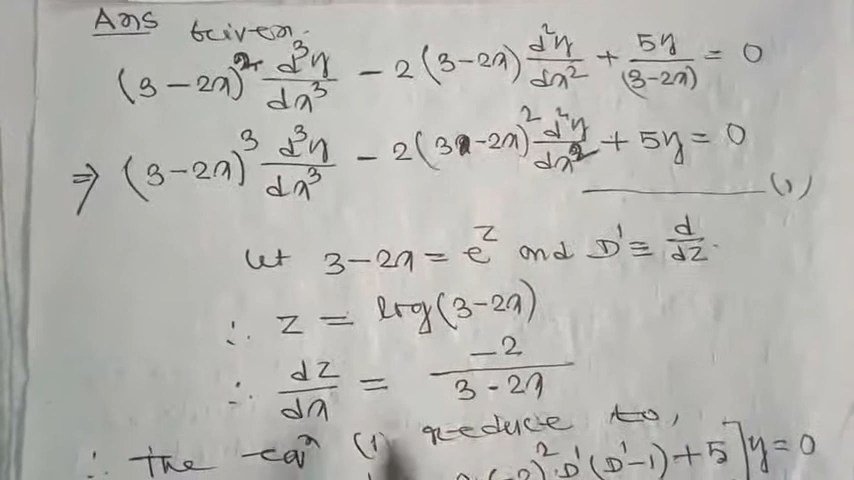 Ans Given.
(3-2x)² d³y/dx³ - 2(3-2x) d²y/dx² + 5y/(3-2x) = 0
⇒ (3-2x)³ d³y/dx³ - 2(3-2x)² d²y/dx² + 5y = 0
(1)
Let 3-2x = e^z and D' ≡ d/dz.
∴ z = log(3-2x)
∴ dz/dx = -2/(3-2x)
∴ the eqⁿ (1) reduce to,
(-2)² D'(D'-1) + 5]y = 0